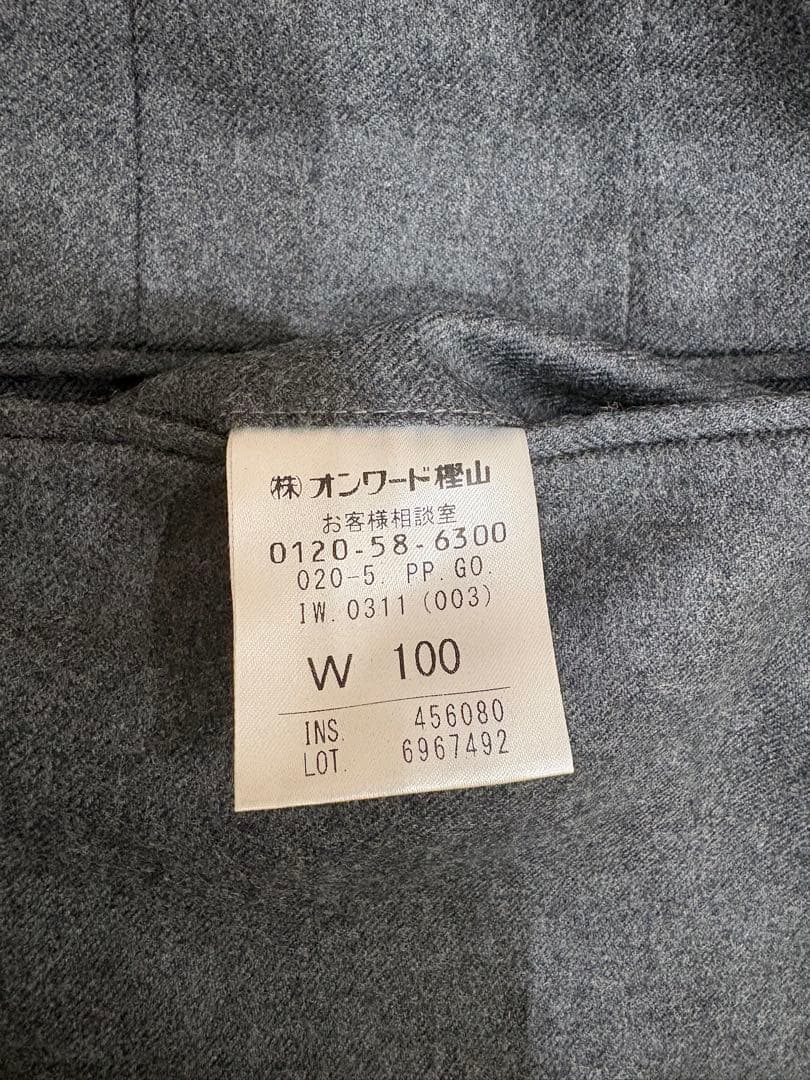 ㈱オンワード樫山
お客様相談室
0120-58-6300
020-5. PP. GO.
IW. 0311 (003)
W 100
INS. 456080
LOT. 6967492